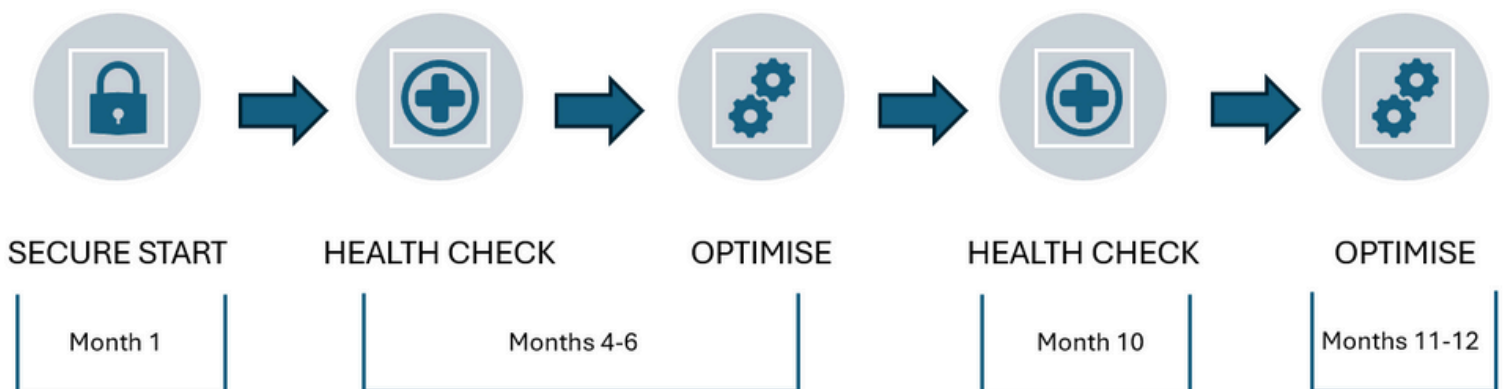 SECURE START
HEALTH CHECK
OPTIMISE
HEALTH CHECK
OPTIMISE
Month 1
Months 4-6
Month 10
Months 11-12